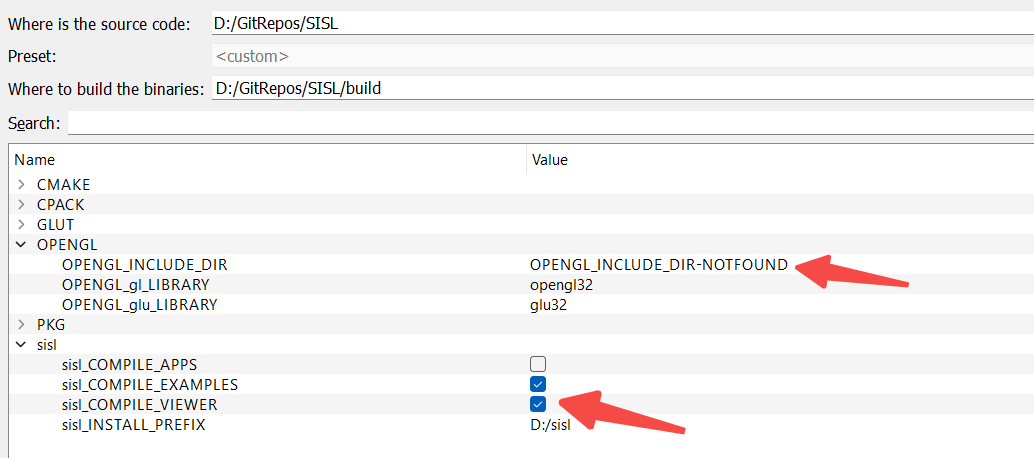 Where is the source code: D:/GitRepos/SISL
Preset: <custom>
Where to build the binaries: D:/GitRepos/SISL/build
Search:
Name Value
CMAKE
CPACK
GLUT
OPENGL
OPENGL_INCLUDE_DIR OPENGL_INCLUDE_DIR-NOTFOUND
OPENGL_gl_LIBRARY opengl32
OPENGL_glu_LIBRARY glu32
PKG
sisl
sisl_COMPILE_APPS
sisl_COMPILE_EXAMPLES
sisl_COMPILE_VIEWER
sisl_INSTALL_PREFIX D:/sisl